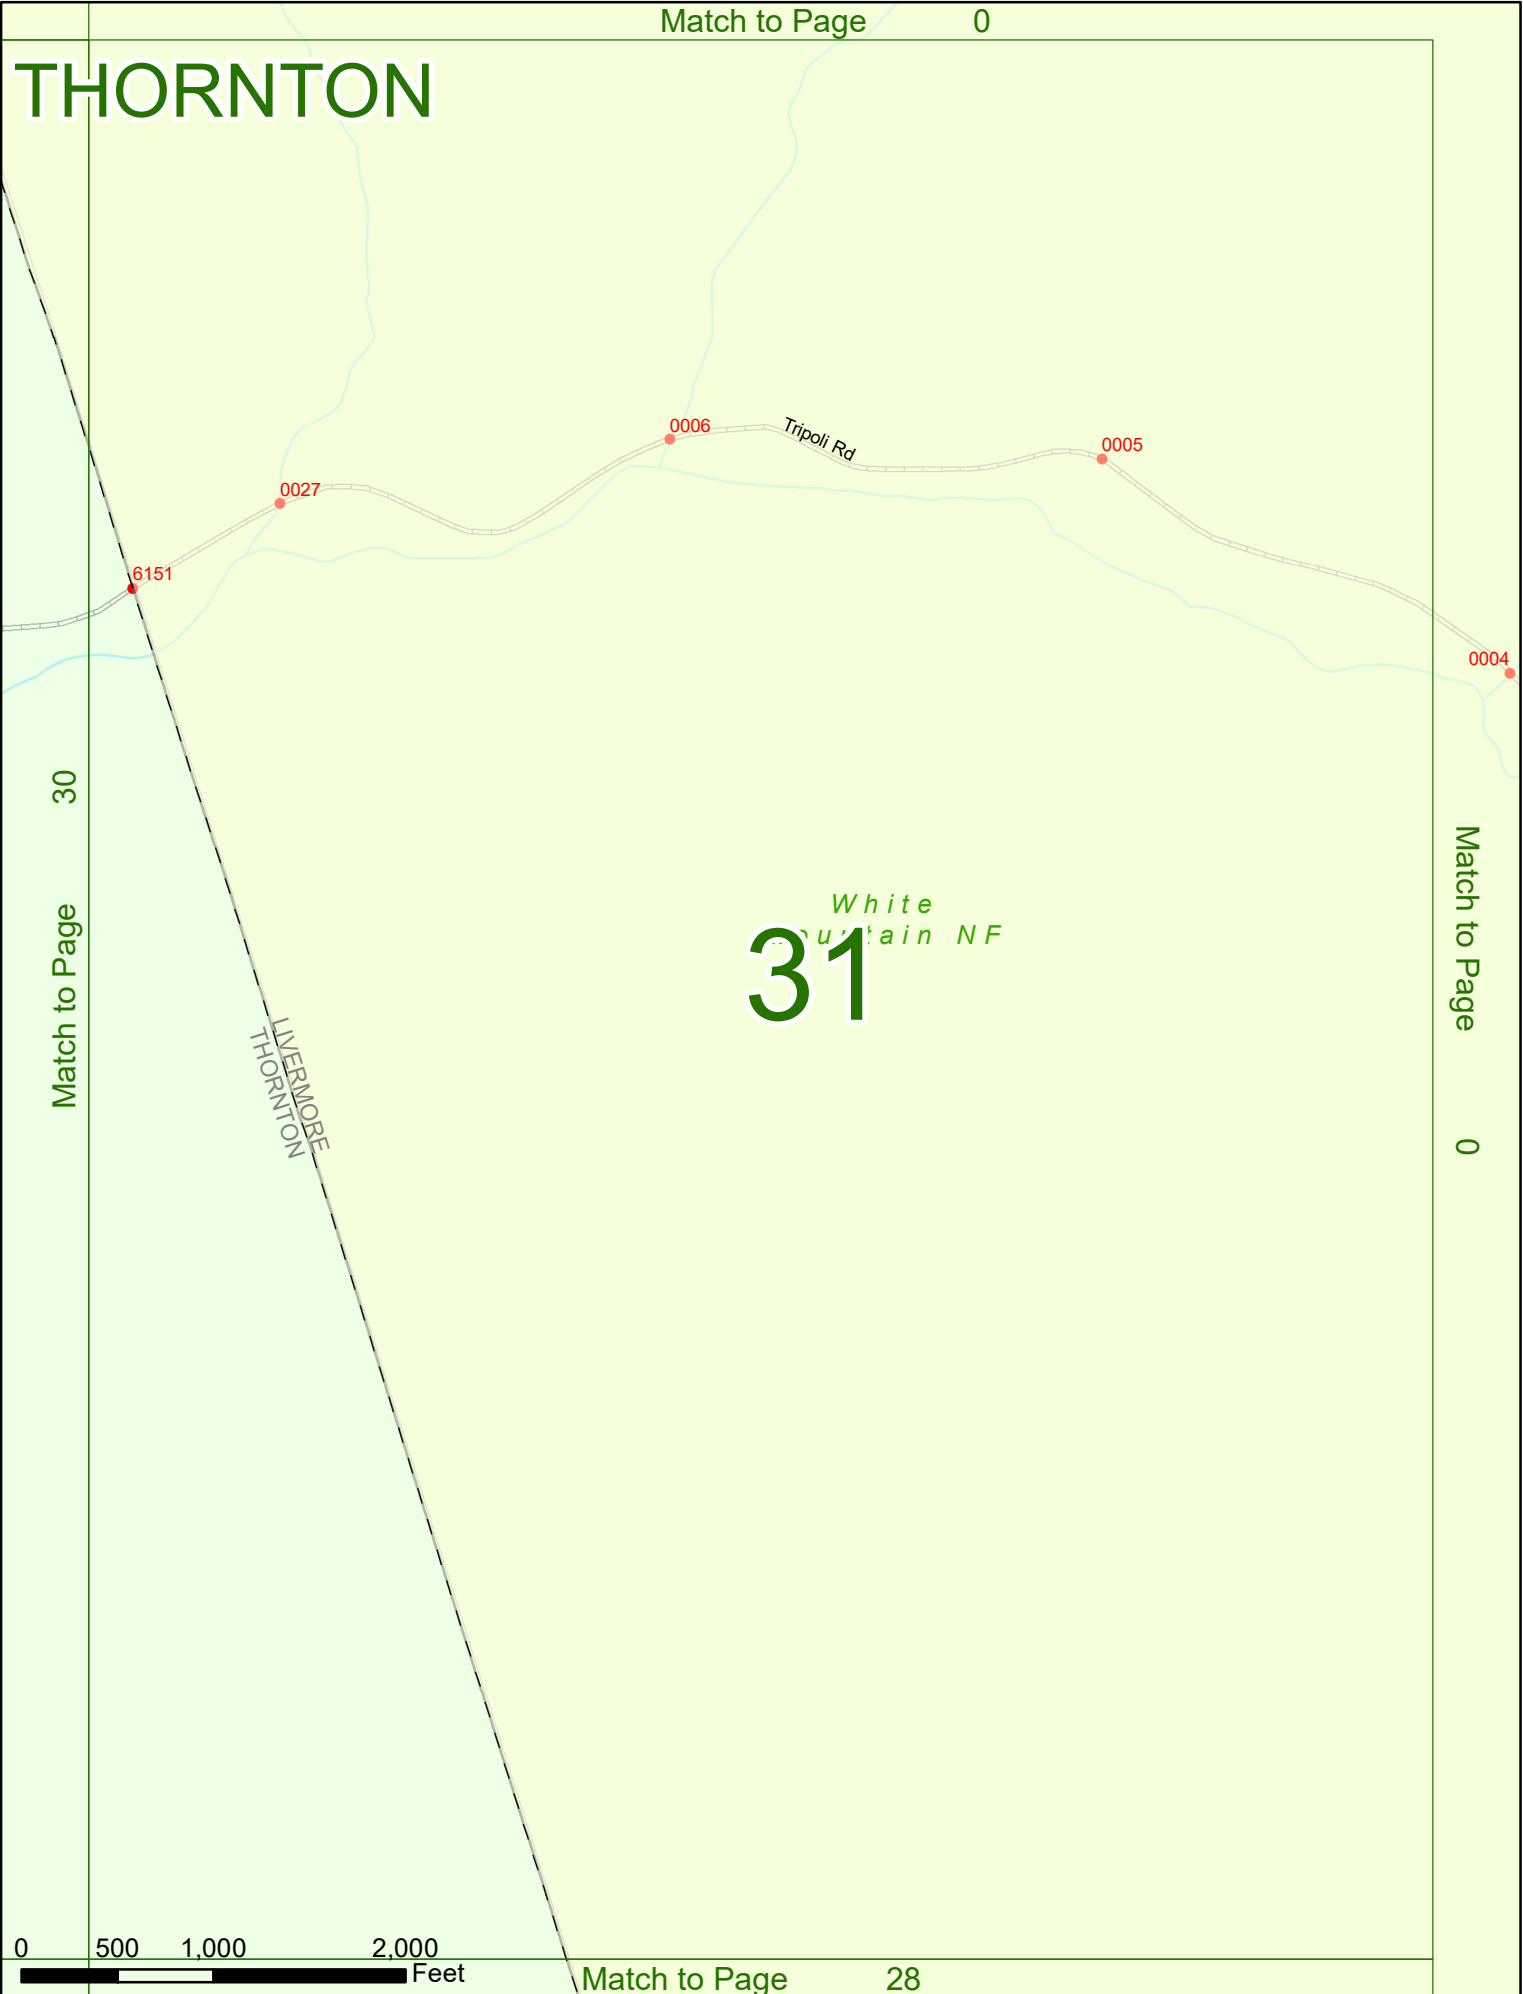 Match to Page 0
THORNTON
0006
Tripoli Rd
0005
0027
6151
0004
Match to Page 30
White
NF
31
Match to Page 0
LIVERMORE
THORNTON
0 500 1,000 2,000
Feet
Match to Page 28